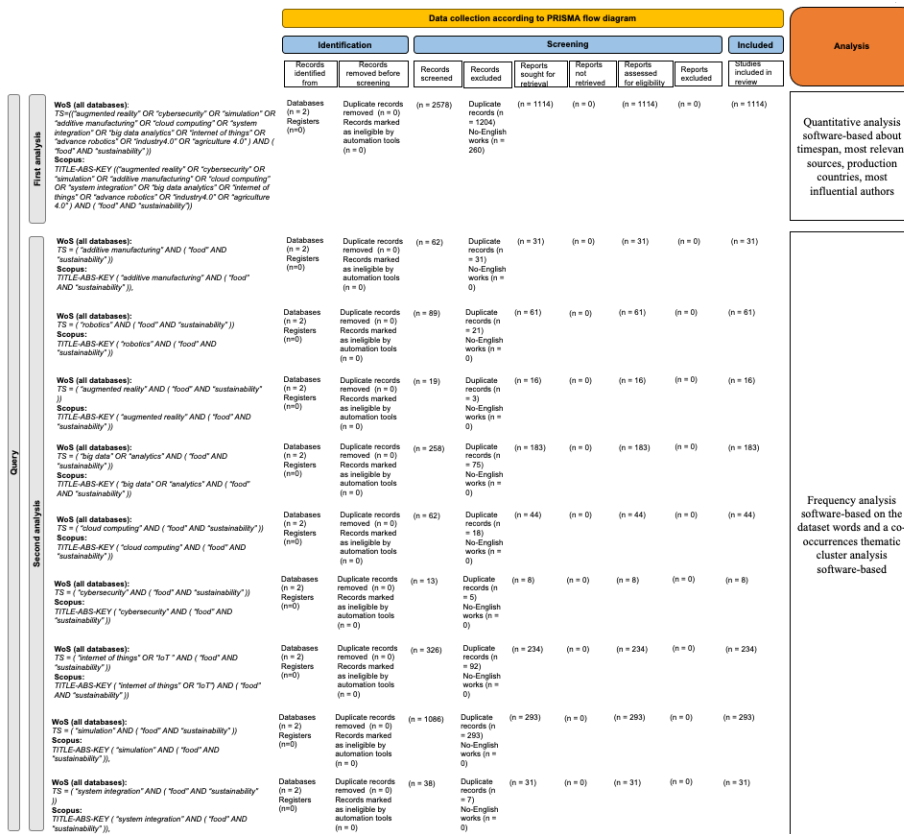 Data collection according to PRISMA flow diagram
Analysis
Identification
Screening
Included
Records
identified
from
Records
removed before
screening
Records
screened
Records
excluded
Reports
sought for
retrieval
Reports
not
retrieved
Reports
assessed
for eligibility
Reports
excluded
Studies
included in
review
Query
First analysis
WoS (all databases):
TS=(("augmented reality" OR "cybersecurity" OR "simulation" OR
"additive manufacturing" OR "cloud computing" OR "system
integration" OR "big data analytics" OR "internet of things" OR
"advance robotics" OR "industry4.0" OR "agriculture 4.0" ) AND (
"food" AND "sustainability" ))
Scopus:
TITLE-ABS-KEY (("augmented reality" OR "cybersecurity" OR
"simulation" OR "additive manufacturing" OR "cloud computing"
OR "system integration" OR "big data analytics" OR "internet of
things" OR "advance robotics" OR "industry4.0" OR "agriculture
4.0" ) AND ( "food" AND "sustainability"))
Databases
(n = 2)
Registers
(n=0)
Duplicate records
removed (n = 0)
Records marked
as ineligible by
automation tools
(n = 0)
(n = 2578)
Duplicate
records (n
= 1204)
No-English
works (n =
260)
(n = 1114)
(n = 0)
(n = 1114)
(n = 0)
(n = 1114)
Quantitative analysis
software-based about
timespan, most relevan
sources, production
countries, most
influential authors
Second analysis
WoS (all databases):
TS = ( "additive manufacturing" AND ( "food" AND
"sustainability" ))
Scopus:
TITLE-ABS-KEY ( "additive manufacturing" AND ( "food"
AND "sustainability" )),
Databases
(n = 2)
Registers
(n=0)
Duplicate records
removed (n = 0)
Records marked
as ineligible by
automation tools
(n = 0)
(n = 62)
Duplicate
records (n
= 31)
No-English
works (n =
0)
(n = 31)
(n = 0)
(n = 31)
(n = 0)
(n = 31)
WoS (all databases):
TS = ( "robotics" AND ( "food" AND "sustainability" ))
Scopus:
TITLE-ABS-KEY ( "robotics" AND ( "food" AND
"sustainability" ))
Databases
(n = 2)
Registers
(n=0)
Duplicate records
removed (n = 0)
Records marked
as ineligible by
automation tools
(n = 0)
(n = 89)
Duplicate
records (n
= 21)
No-English
works (n =
0)
(n = 61)
(n = 0)
(n = 61)
(n = 0)
(n = 61)
WoS (all databases):
TS = ( "augmented reality" AND ( "food" AND "sustainability"
))
Scopus:
TITLE-ABS-KEY ( "augmented reality" AND ( "food" AND
"sustainability" ))
Databases
(n = 2)
Registers
(n=0)
Duplicate records
removed (n = 0)
Records marked
as ineligible by
automation tools
(n = 0)
(n = 19)
Duplicate
records (n
= 3)
No-English
works (n =
0)
(n = 16)
(n = 0)
(n = 16)
(n = 0)
(n = 16)
WoS (all databases):
TS = ( "big data" OR "analytics" AND ( "food" AND
"sustainability" ))
Scopus:
TITLE-ABS-KEY ( "big data" OR "analytics" AND ( "food"
AND "sustainability" ))
Databases
(n = 2)
Registers
(n=0)
Duplicate records
removed (n = 0)
Records marked
as ineligible by
automation tools
(n = 0)
(n = 258)
Duplicate
records (n
= 75)
No-English
works (n =
0)
(n = 183)
(n = 0)
(n = 183)
(n = 0)
(n = 183)
WoS (all databases):
TS = ( "cloud computing" AND ( "food" AND "sustainability" ))
Scopus:
TITLE-ABS-KEY ( "cloud computing" AND ( "food" AND
"sustainability" ))
Databases
(n = 2)
Registers
(n=0)
Duplicate records
removed (n = 0)
Records marked
as ineligible by
automation tools
(n = 0)
(n = 62)
Duplicate
records (n
= 18)
No-English
works (n =
0)
(n = 44)
(n = 0)
(n = 44)
(n = 0)
(n = 44)
Frequency analysis
software-based on the
dataset words and a co-
occurrences thematic
cluster analysis
software-based
WoS (all databases):
TS = ( "cybersecurity" AND ( "food" AND "sustainability" ))
Scopus:
TITLE-ABS-KEY ( "cybersecurity" AND ( "food" AND
"sustainability" ))
Databases
(n = 2)
Registers
(n=0)
Duplicate records
removed (n = 0)
Records marked
as ineligible by
automation tools
(n = 0)
(n = 13)
Duplicate
records (n
= 5)
No-English
works (n =
0)
(n = 8)
(n = 0)
(n = 8)
(n = 0)
(n = 8)
WoS (all databases):
TS = ( "internet of things" OR "IoT " AND ( "food" AND
"sustainability" ))
Scopus:
TITLE-ABS-KEY ( "internet of things" OR "IoT") AND ( "food"
AND "sustainability" ))
Databases
(n = 2)
Registers
(n=0)
Duplicate records
removed (n = 0)
Records marked
as ineligible by
automation tools
(n = 0)
(n = 326)
Duplicate
records (n
= 92)
No-English
works (n =
0)
(n = 234)
(n = 0)
(n = 234)
(n = 0)
(n = 234)
WoS (all databases):
TS = ( "simulation" AND ( "food" AND "sustainability" ))
Scopus:
TITLE-ABS-KEY ( "simulation" AND ( "food" AND
"sustainability" )),
Databases
(n = 2)
Registers
(n=0)
Duplicate records
removed (n = 0)
Records marked
as ineligible by
automation tools
(n = 0)
(n = 1086)
Duplicate
records (n
= 293)
No-English
works (n =
0)
(n = 293)
(n = 0)
(n = 293)
(n = 0)
(n = 293)
WoS (all databases):
TS = ( "system integration" AND ( "food" AND "sustainability"
))
Scopus:
TITLE-ABS-KEY ( "system integration" AND ( "food" AND
"sustainability" )),
Databases
(n = 2)
Registers
(n=0)
Duplicate records
removed (n = 0)
Records marked
as ineligible by
automation tools
(n = 0)
(n = 38)
Duplicate
records (n
= 7)
No-English
works (n =
0)
(n = 31)
(n = 0)
(n = 31)
(n = 0)
(n = 31)